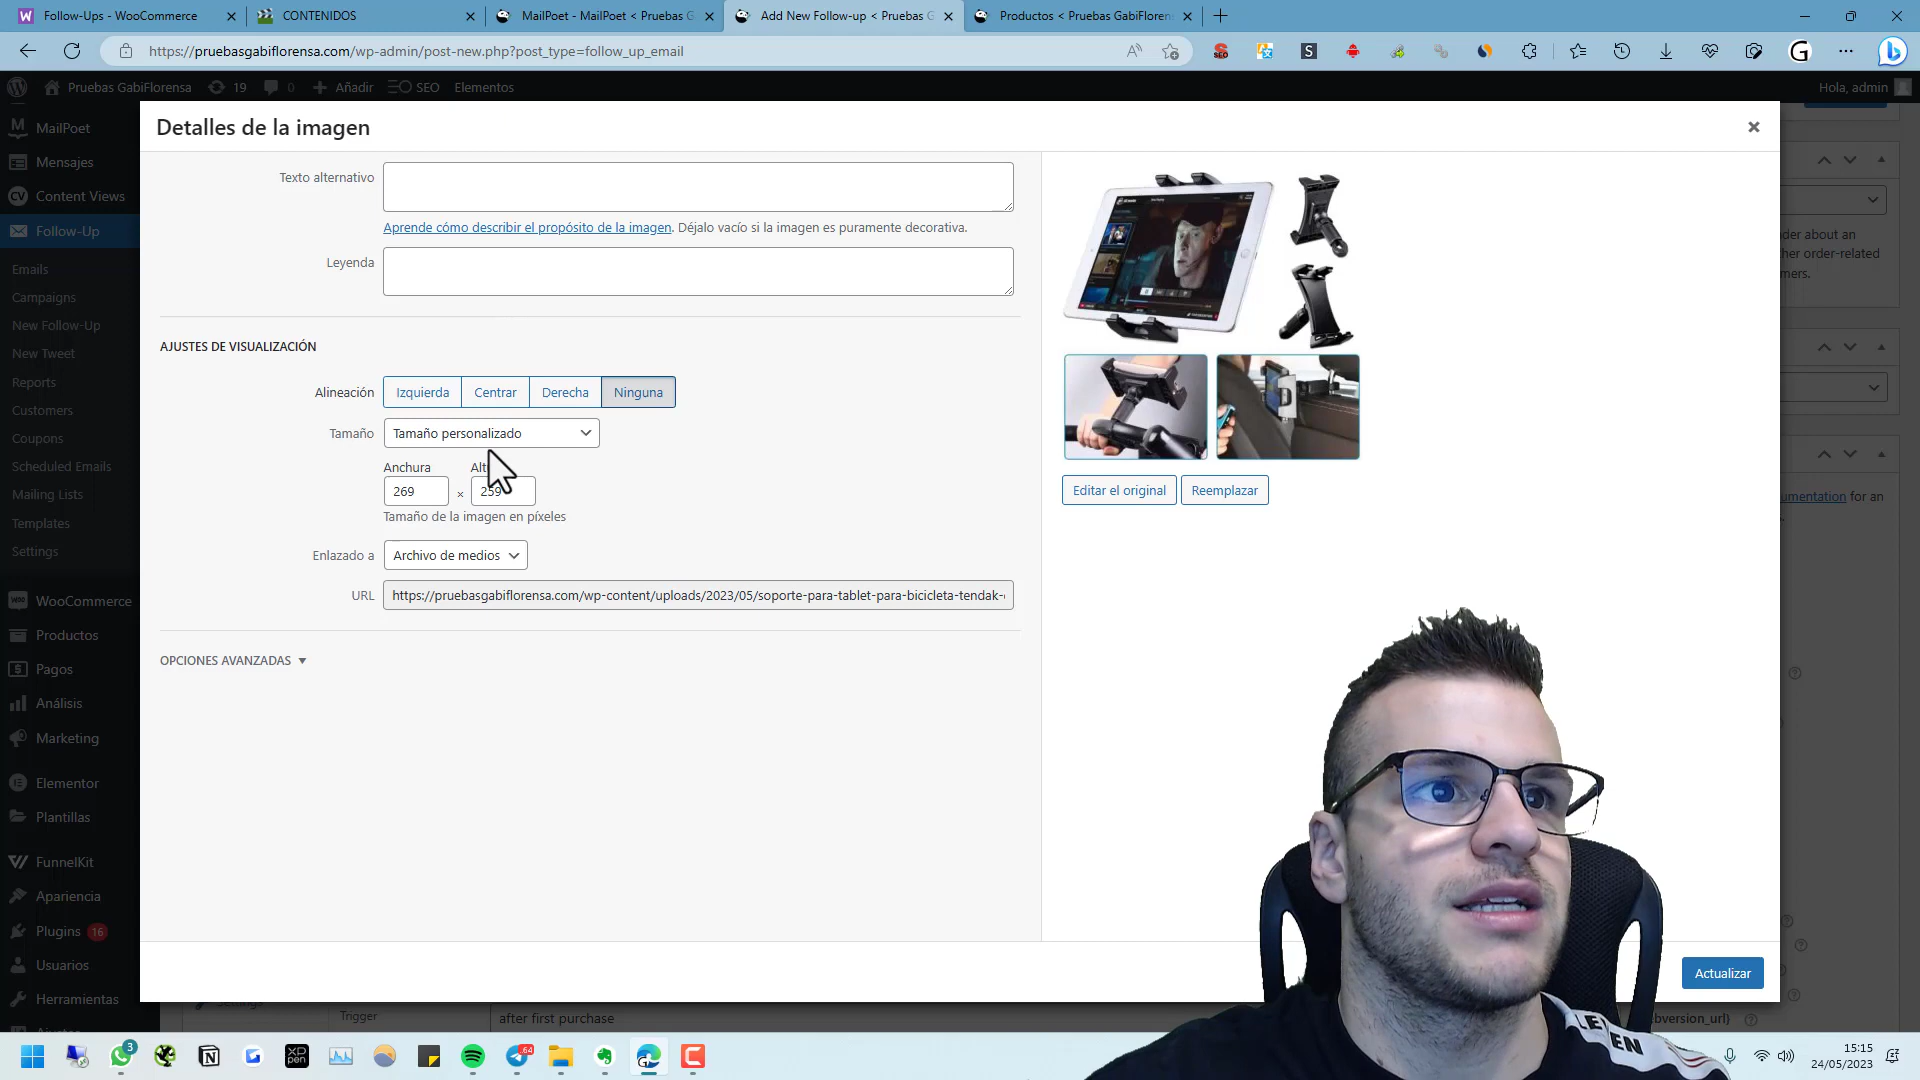 Follow-Ups - WooCommerce
CONTENIDOS
MailPoet - MailPoet < Pruebas G
Add New Follow-up < Pruebas G
Productos < Pruebas GabiFloren
https://pruebasgabiflorensa.com/wp-admin/post-new.php?post_type=follow_up_email
Pruebas GabiFlorensa
19
0
Añadir
SEO
Elementos
Hola, admin
MailPoet
Mensajes
Content Views
Follow-Up
Emails
Campaigns
New Follow-Up
New Tweet
Reports
Customers
Coupons
Scheduled Emails
Mailing Lists
Templates
Settings
WooCommerce
Productos
Pagos
Análisis
Marketing
Elementor
Plantillas
FunnelKit
Apariencia
Plugins 16
Usuarios
Herramientas
Detalles de la imagen
Texto alternativo
Aprende cómo describir el propósito de la imagen. Déjalo vacío si la imagen es puramente decorativa.
Leyenda
AJUSTES DE VISUALIZACIÓN
Alineación
Izquierda
Centrar
Derecha
Ninguna
Tamaño
Tamaño personalizado
Anchura
269
×
259
Tamaño de la imagen en píxeles
Enlazado a
Archivo de medios
URL
https://pruebasgabiflorensa.com/wp-content/uploads/2023/05/soporte-para-tablet-para-bicicleta-tendak-
OPCIONES AVANZADAS
Editar el original
Reemplazar
Actualizar
der about an
her order-related
mers.
umentation for an
Trigger
after first purchase
bversion_url)
3
64
15:15
24/05/2023